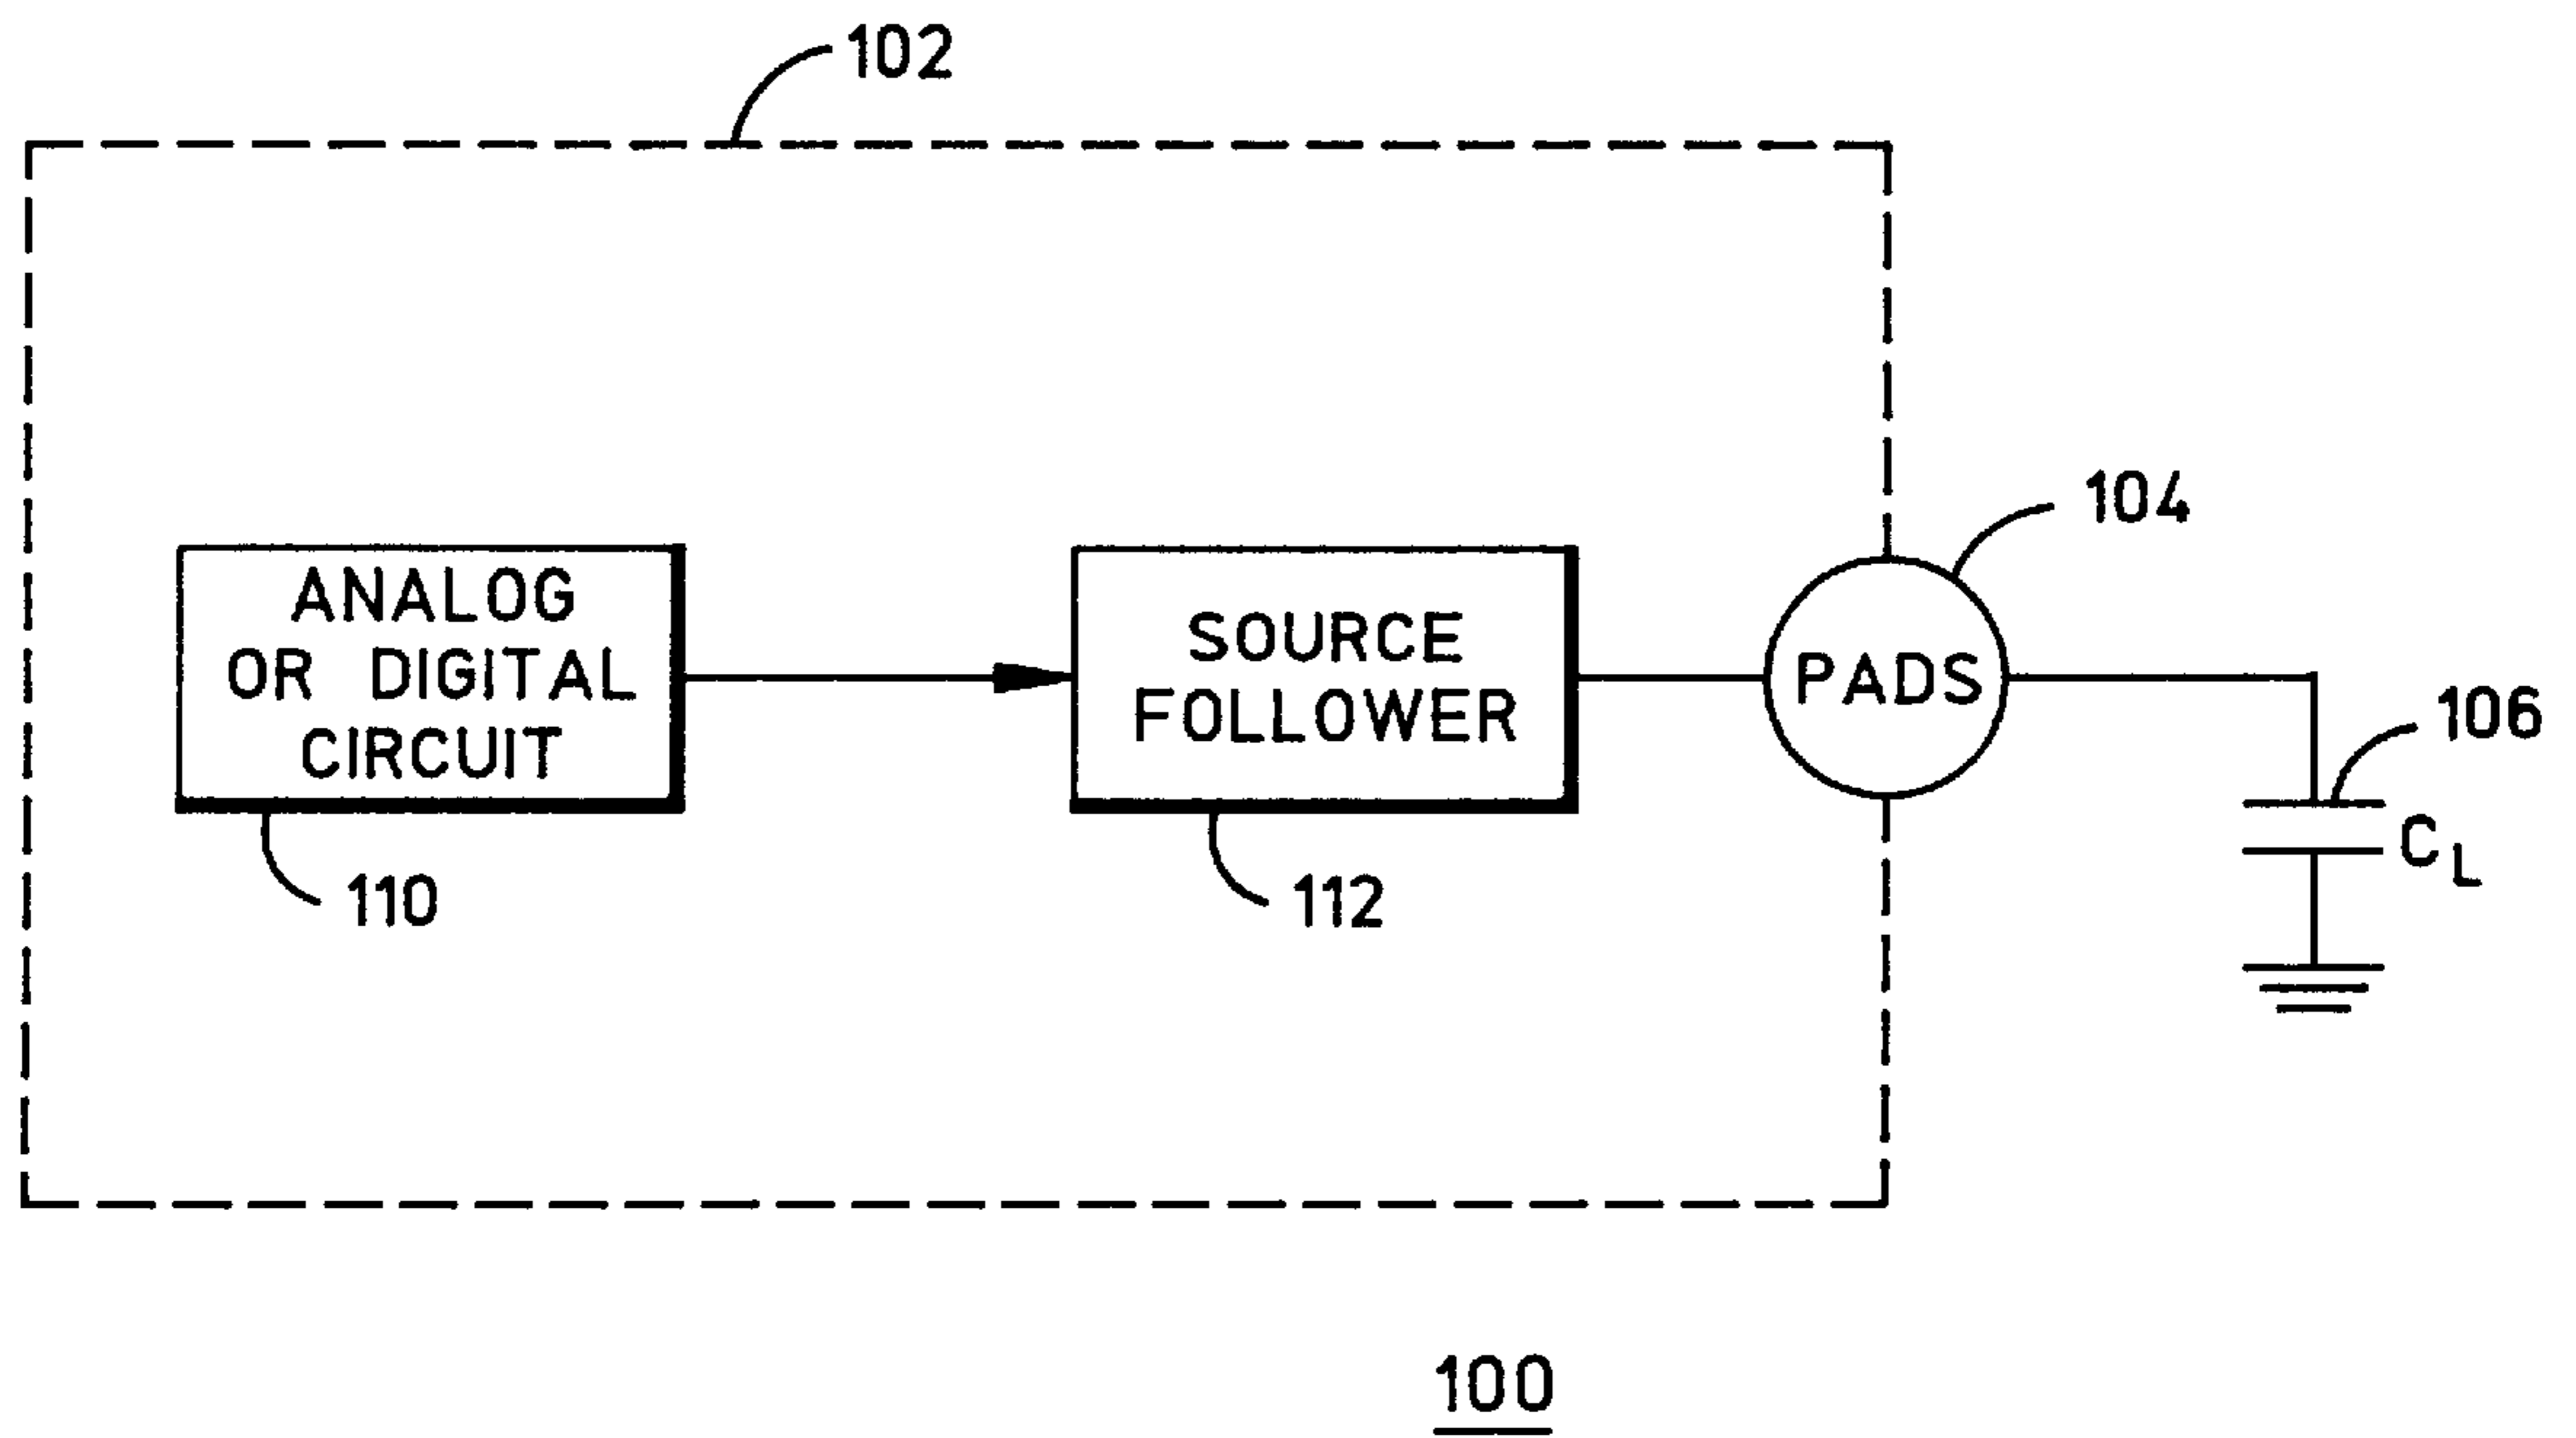 102
104
ANALOG
OR DIGITAL
CIRCUIT
SOURCE
FOLLOWER
PADS
106
CL
110
112
100